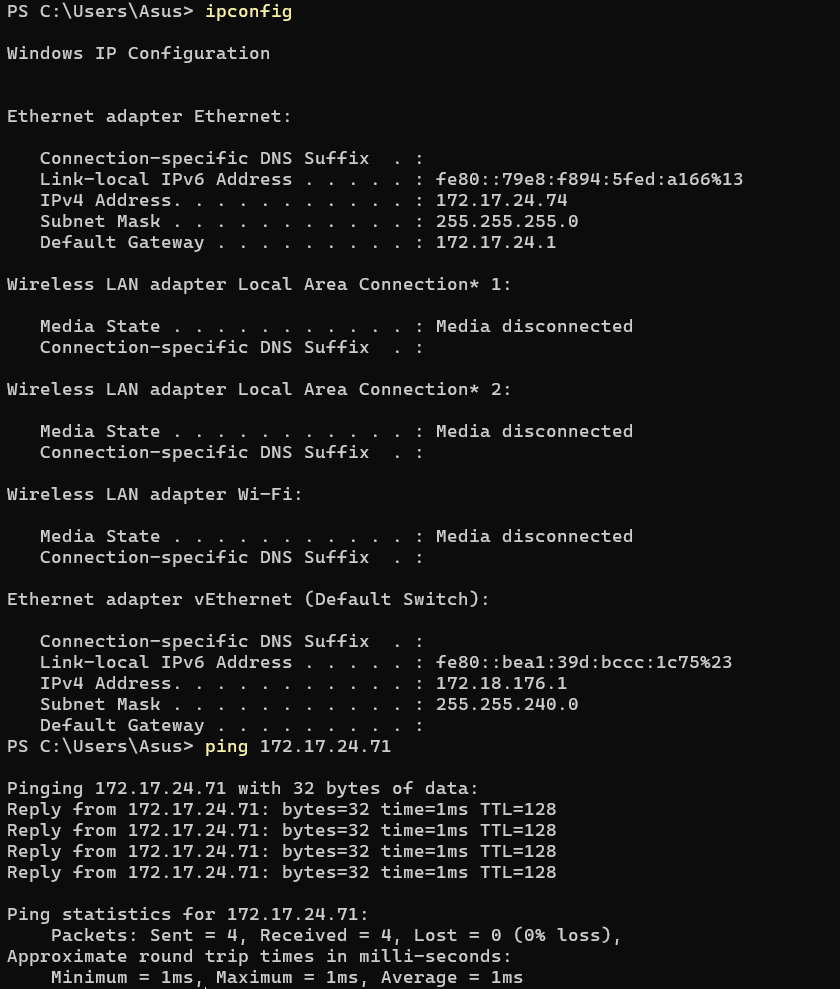 PS C:\Users\Asus> ipconfig
Windows IP Configuration
Ethernet adapter Ethernet:
   Connection-specific DNS Suffix  . :
   Link-local IPv6 Address . . . . . : fe80::79e8:f894:5fed:a166%13
   IPv4 Address. . . . . . . . . . . : 172.17.24.74
   Subnet Mask . . . . . . . . . . . : 255.255.255.0
   Default Gateway . . . . . . . . . : 172.17.24.1
Wireless LAN adapter Local Area Connection* 1:
   Media State . . . . . . . . . . . : Media disconnected
   Connection-specific DNS Suffix  . :
Wireless LAN adapter Local Area Connection* 2:
   Media State . . . . . . . . . . . : Media disconnected
   Connection-specific DNS Suffix  . :
Wireless LAN adapter Wi-Fi:
   Media State . . . . . . . . . . . : Media disconnected
   Connection-specific DNS Suffix  . :
Ethernet adapter vEthernet (Default Switch):
   Connection-specific DNS Suffix  . :
   Link-local IPv6 Address . . . . . : fe80::bea1:39d:bccc:1c75%23
   IPv4 Address. . . . . . . . . . . : 172.18.176.1
   Subnet Mask . . . . . . . . . . . : 255.255.240.0
   Default Gateway . . . . . . . . . :
PS C:\Users\Asus> ping 172.17.24.71
Pinging 172.17.24.71 with 32 bytes of data:
Reply from 172.17.24.71: bytes=32 time=1ms TTL=128
Reply from 172.17.24.71: bytes=32 time=1ms TTL=128
Reply from 172.17.24.71: bytes=32 time=1ms TTL=128
Reply from 172.17.24.71: bytes=32 time=1ms TTL=128
Ping statistics for 172.17.24.71:
    Packets: Sent = 4, Received = 4, Lost = 0 (0% loss),
Approximate round trip times in milli-seconds:
    Minimum = 1ms, Maximum = 1ms, Average = 1ms